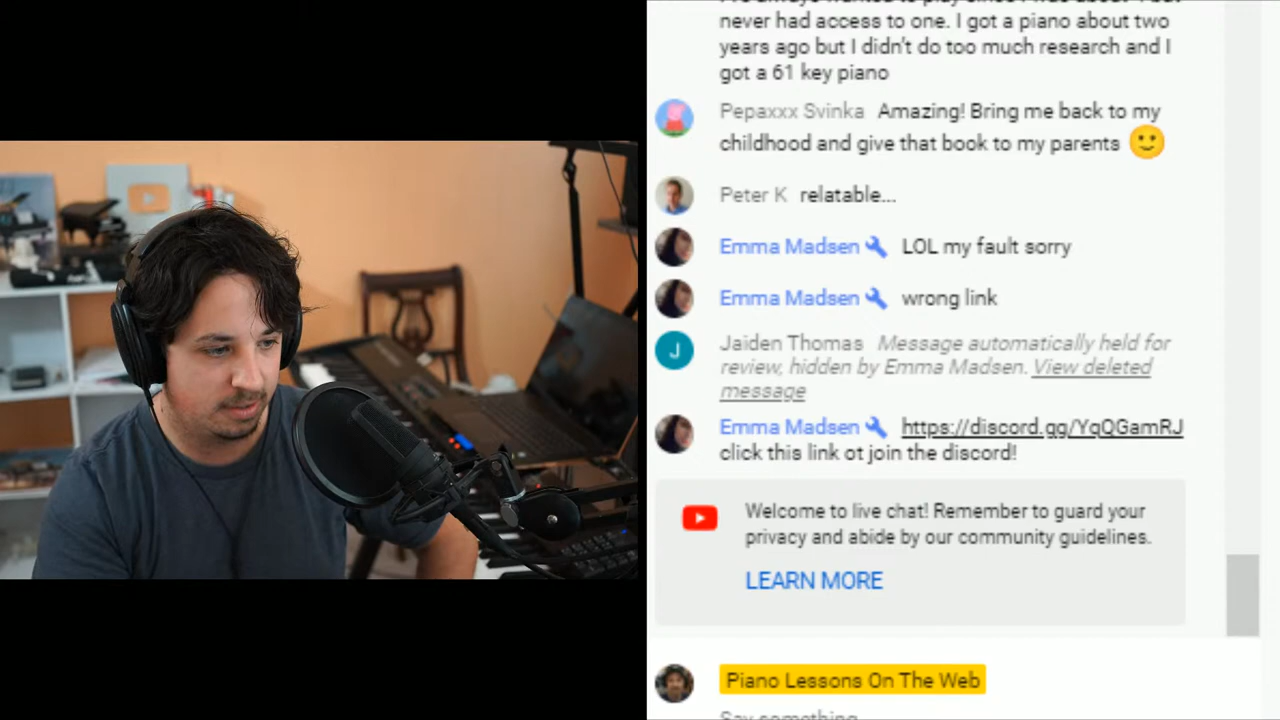 never had access to one. I got a piano about two
years ago but I didn't do too much research and I
got a 61 key piano
Pepaxxx Svinka Amazing! Bring me back to my
childhood and give that book to my parents
Peter K relatable...
Emma Madsen LOL my fault sorry
Emma Madsen wrong link
J
Jaiden Thomas Message automatically held for
review, hidden by Emma Madsen. View deleted
message
Emma Madsen https://discord.gg/YqQGamRJ
click this link ot join the discord!
Welcome to live chat! Remember to guard your
privacy and abide by our community guidelines.
LEARN MORE
Piano Lessons On The Web
Say something